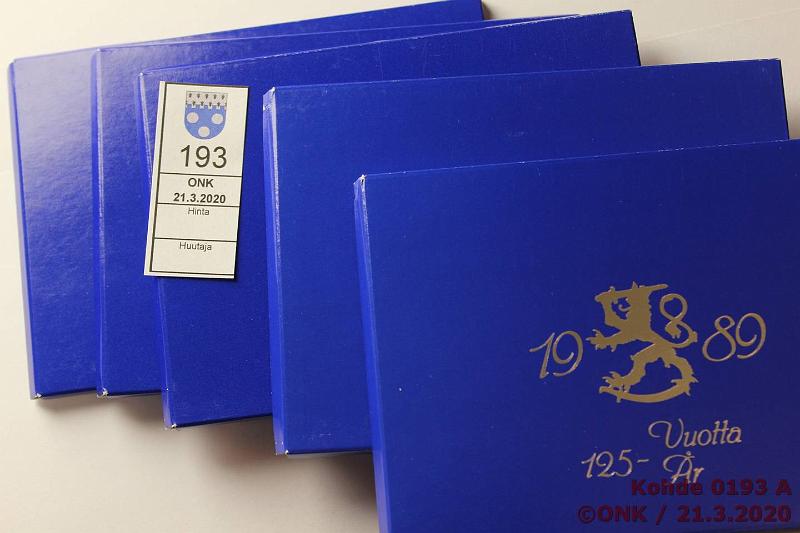 193
ONK
21.3.2020
Hinta
Huutaja
19 89
Vuotta
125- År
Kohde 0193 A
©ONK / 21.3.2020